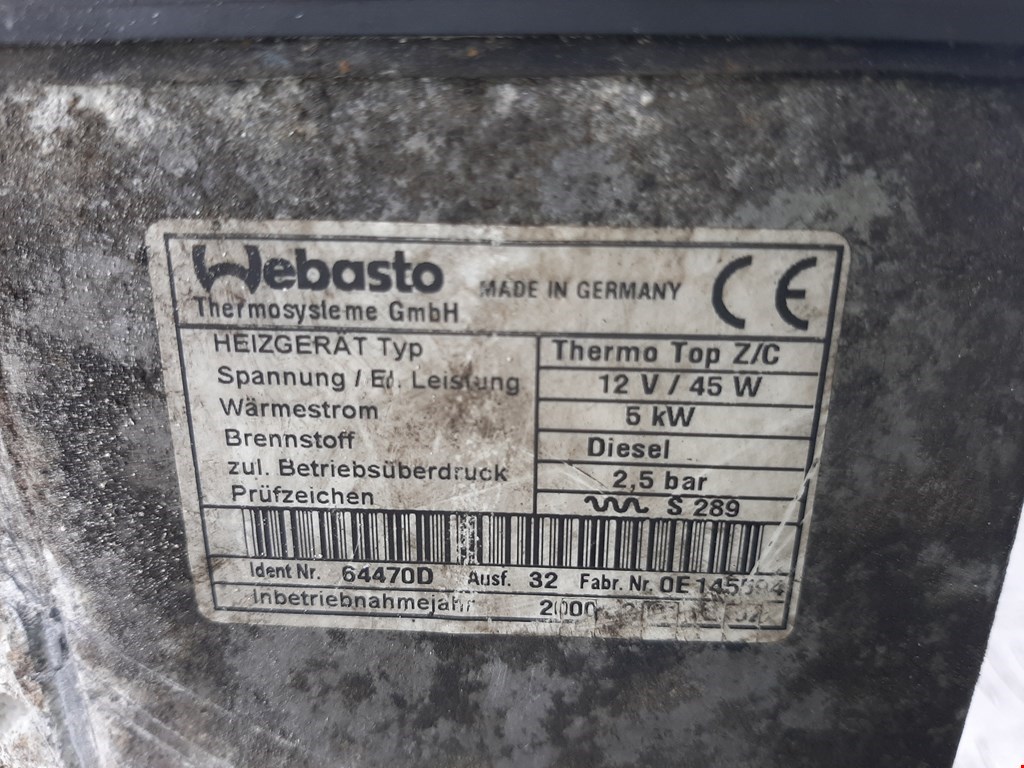 Webasto
MADE IN GERMANY CE
Thermosysteme GmbH
HEIZGERÄT Typ Thermo Top Z/C
Spannung / El. Leistung 12 V / 45 W
Wärmestrom 5 kW
Brennstoff Diesel
zul. Betriebsüberdruck 2,5 bar
Prüfzeichen S 289
Ident Nr. 64470D Ausf. 32 Fabr. Nr.
Inbetriebnahmejahr 2000